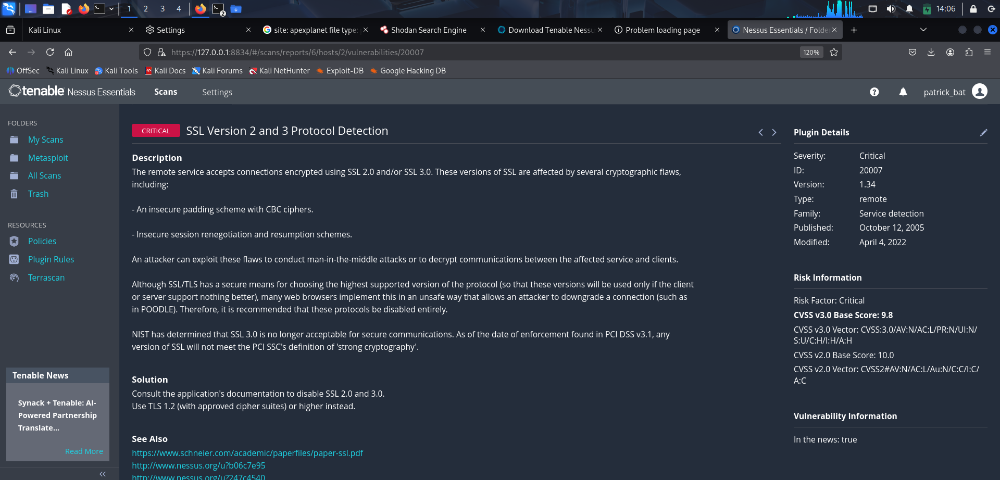 1 2 3 4
2
14:06
Kali Linux
Settings
site: apexplanet file type:
Shodan Search Engine
Download Tenable Nessu
Problem loading page
Nessus Essentials / Folde
https://127.0.0.1:8834/#/scans/reports/6/hosts/2/vulnerabilities/20007
120%
OffSec
Kali Linux
Kali Tools
Kali Docs
Kali Forums
Kali NetHunter
Exploit-DB
Google Hacking DB
tenable Nessus Essentials
Scans
Settings
patrick_bat
FOLDERS
My Scans
Metasploit
All Scans
Trash
RESOURCES
Policies
Plugin Rules
Terrascan
Tenable News
Synack + Tenable: AI-
Powered Partnership
Translate...
Read More
CRITICAL
SSL Version 2 and 3 Protocol Detection
Description
The remote service accepts connections encrypted using SSL 2.0 and/or SSL 3.0. These versions of SSL are affected by several cryptographic flaws,
including:
- An insecure padding scheme with CBC ciphers.
- Insecure session renegotiation and resumption schemes.
An attacker can exploit these flaws to conduct man-in-the-middle attacks or to decrypt communications between the affected service and clients.
Although SSL/TLS has a secure means for choosing the highest supported version of the protocol (so that these versions will be used only if the client
or server support nothing better), many web browsers implement this in an unsafe way that allows an attacker to downgrade a connection (such as
in POODLE). Therefore, it is recommended that these protocols be disabled entirely.
NIST has determined that SSL 3.0 is no longer acceptable for secure communications. As of the date of enforcement found in PCI DSS v3.1, any
version of SSL will not meet the PCI SSC's definition of 'strong cryptography'.
Solution
Consult the application's documentation to disable SSL 2.0 and 3.0.
Use TLS 1.2 (with approved cipher suites) or higher instead.
See Also
https://www.schneier.com/academic/paperfiles/paper-ssl.pdf
http://www.nessus.org/u?b06c7e95
http://www.nessus.org/u?247c4540
Plugin Details
Severity: Critical
ID: 20007
Version: 1.34
Type: remote
Family: Service detection
Published: October 12, 2005
Modified: April 4, 2022
Risk Information
Risk Factor: Critical
CVSS v3.0 Base Score: 9.8
CVSS v3.0 Vector: CVSS:3.0/AV:N/AC:L/PR:N/UI:N/
S:U/C:H/I:H/A:H
CVSS v2.0 Base Score: 10.0
CVSS v2.0 Vector: CVSS2#AV:N/AC:L/Au:N/C:C/I:C/
A:C
Vulnerability Information
In the news: true